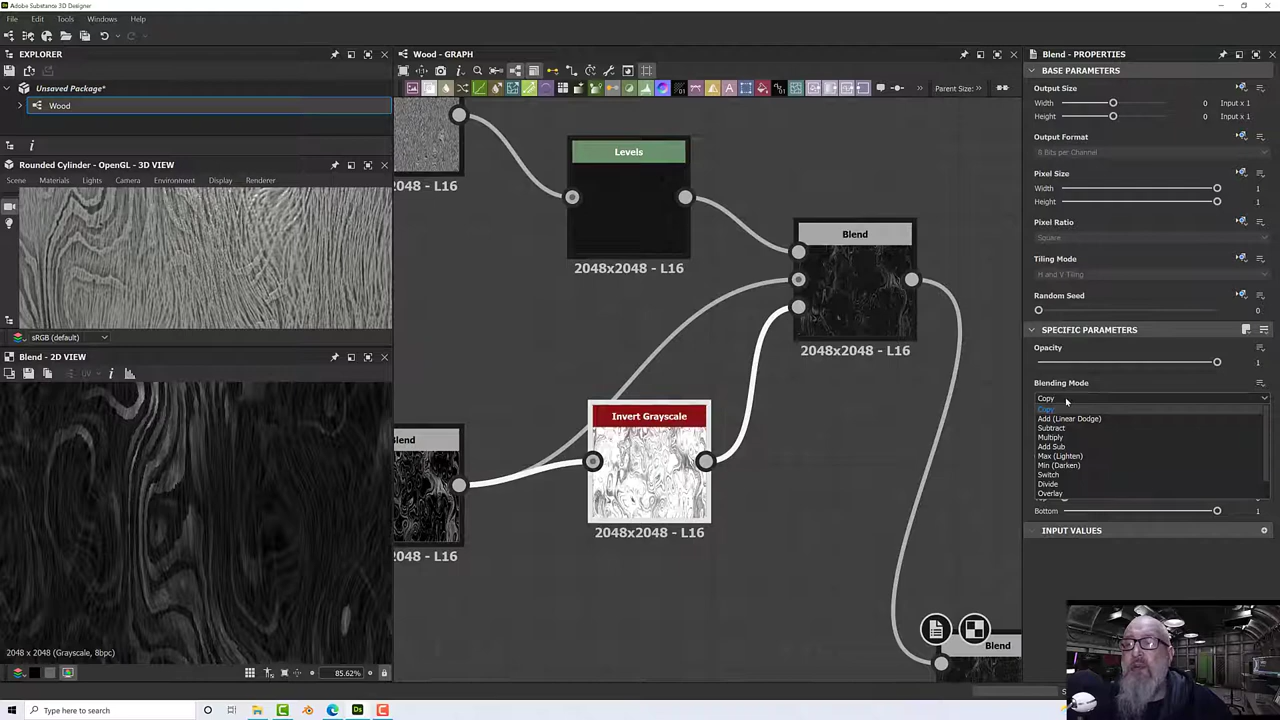 Adobe Substance 3D Designer
File Edit Tools Windows Help
EXPLORER
Unsaved Package*
Wood
Rounded Cylinder - OpenGL - 3D VIEW
Scene Materials Lights Camera Environment Display Renderer
sRGB (default)
Blend - 2D VIEW
UV
2048 x 2048 (Grayscale, 8bpc)
85.62%
Wood - GRAPH
Parent Size:
2048 - L16
Levels
2048x2048 - L16
Blend
2048x2048 - L16
Invert Grayscale
2048x2048 - L16
Blend
2048 - L16
Blend
Blend - PROPERTIES
BASE PARAMETERS
Output Size
Width 0 Input x 1
Height 0 Input x 1
Output Format
8 Bits per Channel
Pixel Size
Width 1
Height 1
Pixel Ratio
Square
Tiling Mode
H and V Tiling
Random Seed
0
SPECIFIC PARAMETERS
Opacity
1
Blending Mode
Copy
Copy
Add (Linear Dodge)
Subtract
Multiply
Add Sub
Max (Lighten)
Min (Darken)
Switch
Divide
Overlay
Bottom 1
INPUT VALUES
Type here to search